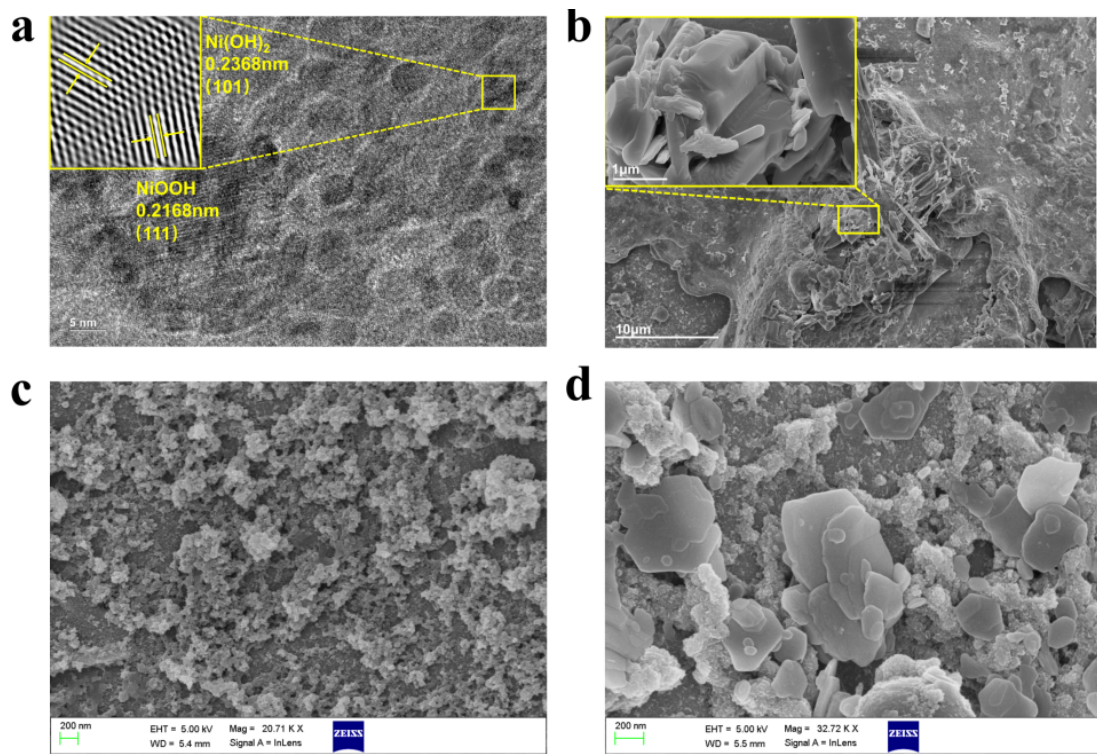 a
Ni(OH)₂
0.2368nm
(101)
NiOOH
0.2168nm
(111)
5 nm
b
1μm
10μm
c
200 nm
EHT = 5.00 kV
Mag = 20.71 K X
WD = 5.4 mm
Signal A = InLens
ZEISS
d
200 nm
EHT = 5.00 kV
Mag = 32.72 K X
WD = 5.5 mm
Signal A = InLens
ZEISS